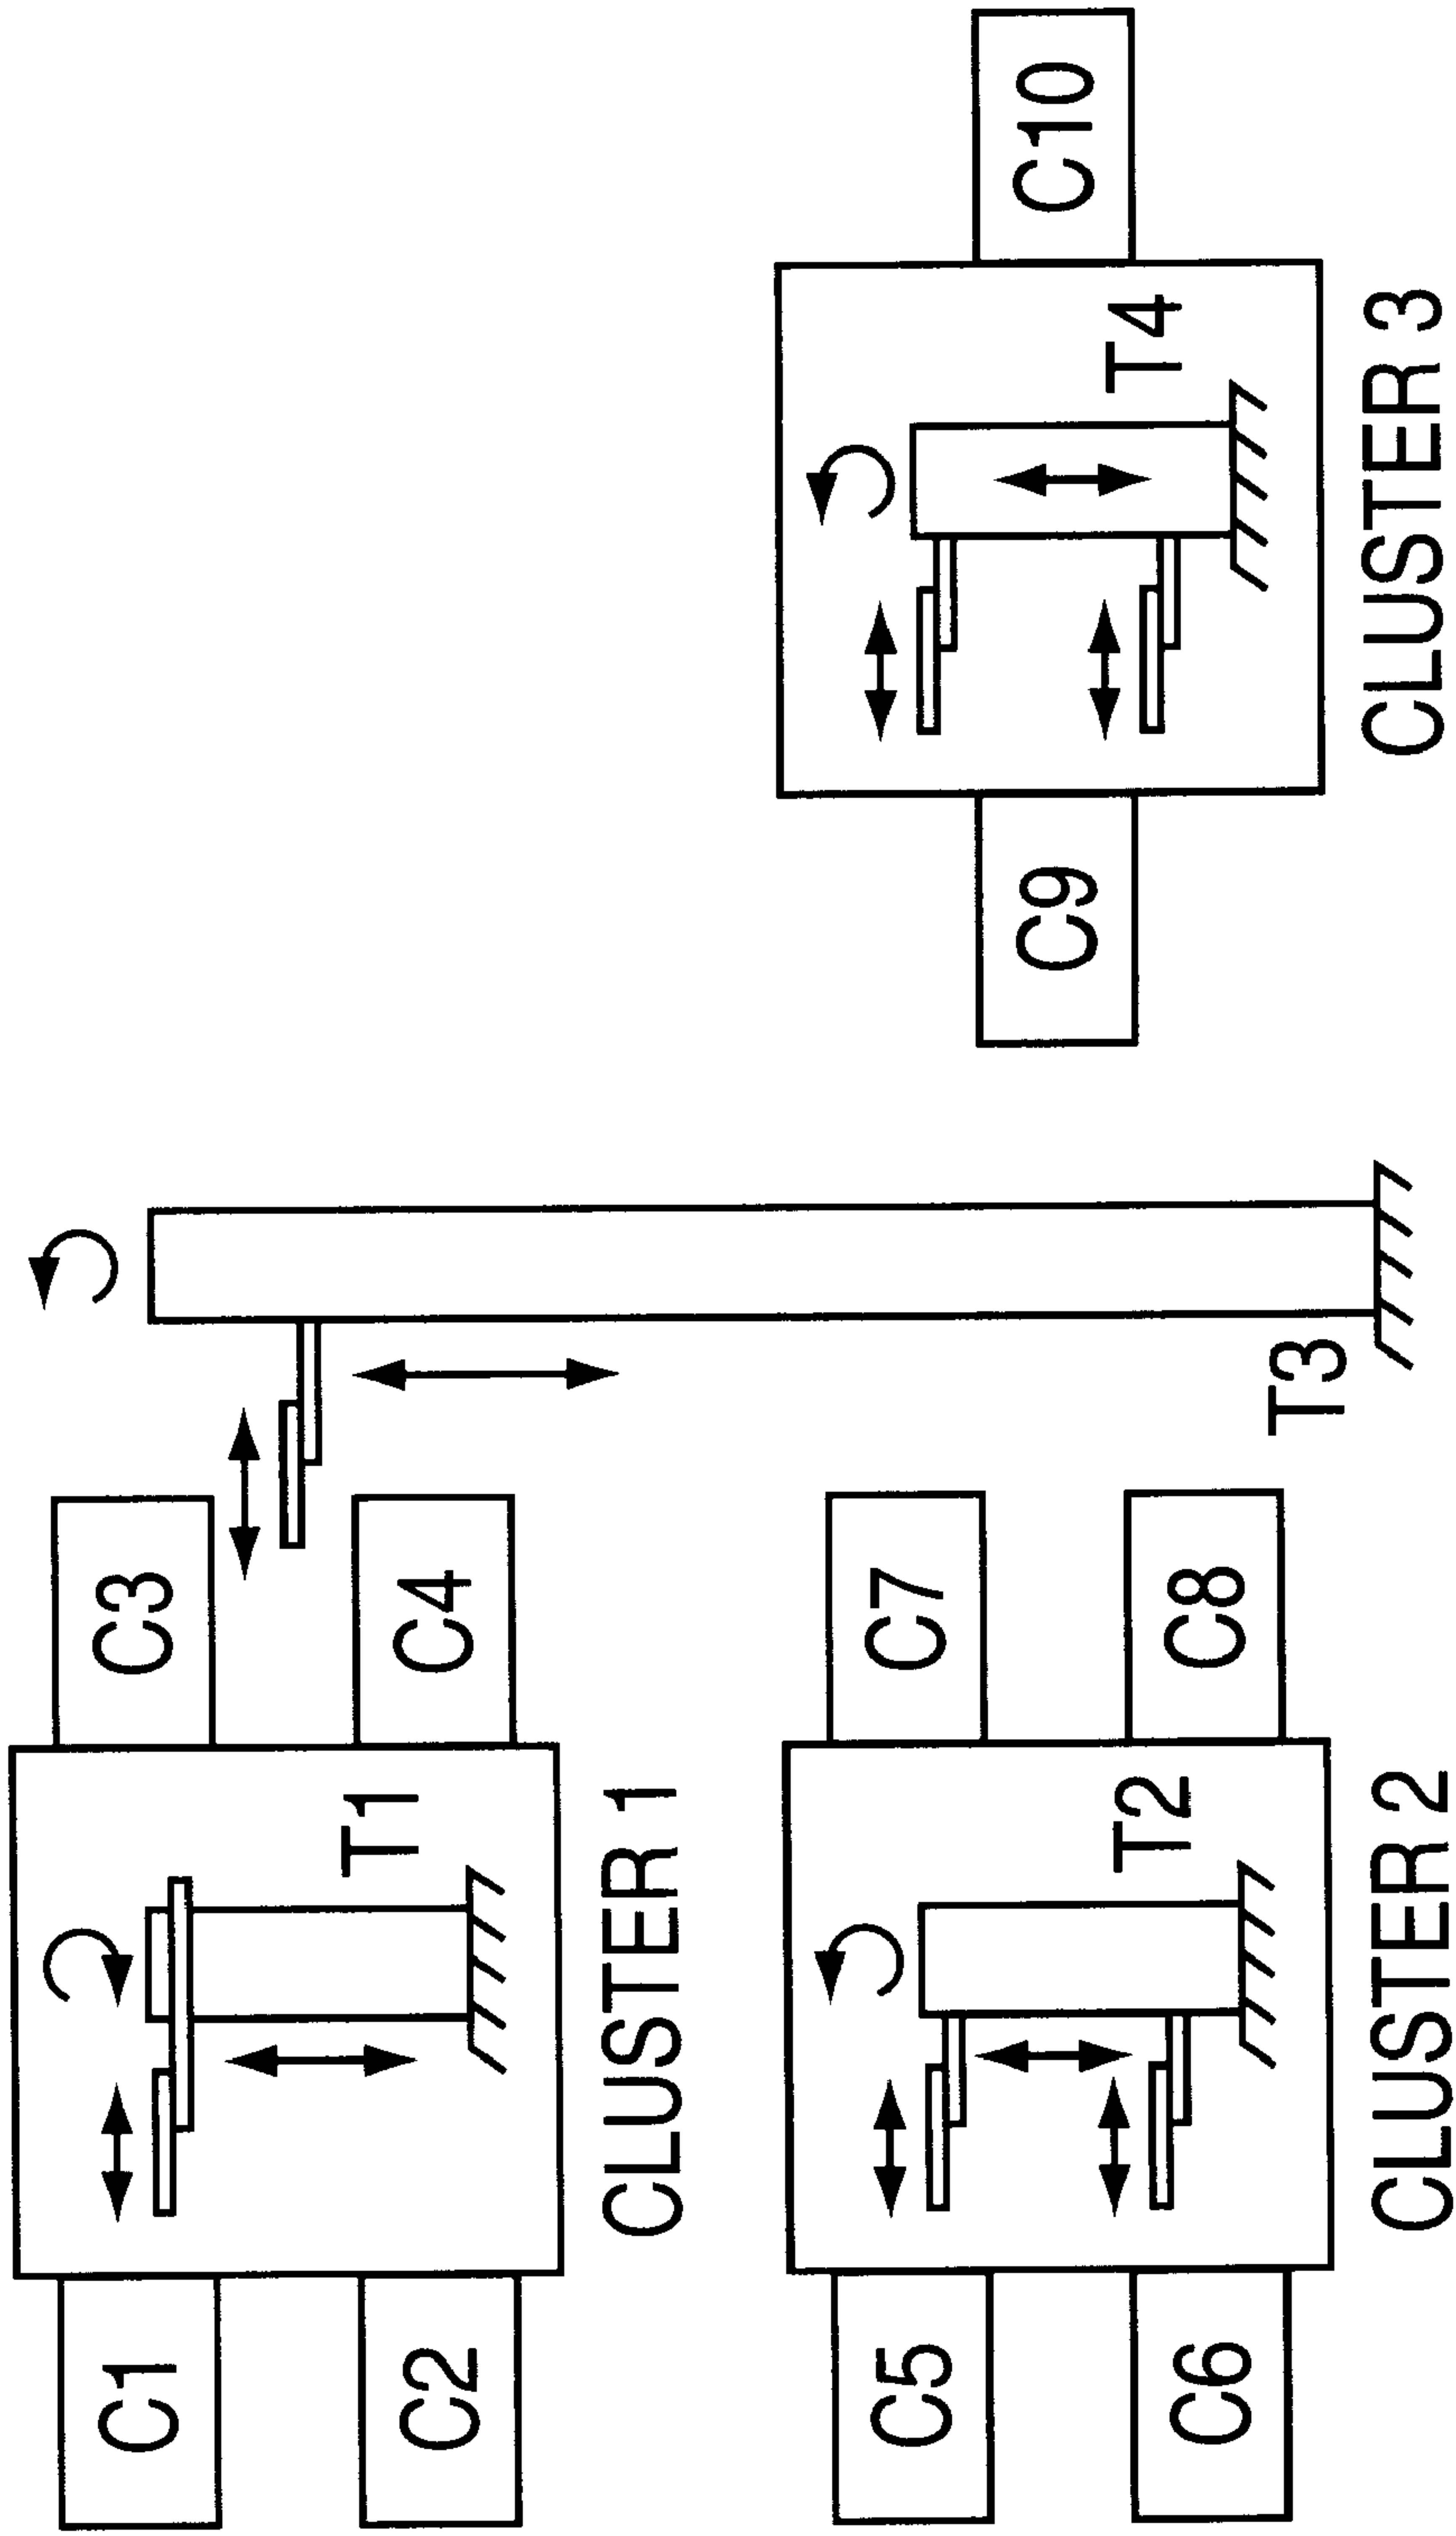 C1
C3
T1
C2
C4
CLUSTER 1
C5
C7
T2
C6
C8
CLUSTER 2
T3
C9
C10
T4
CLUSTER 3